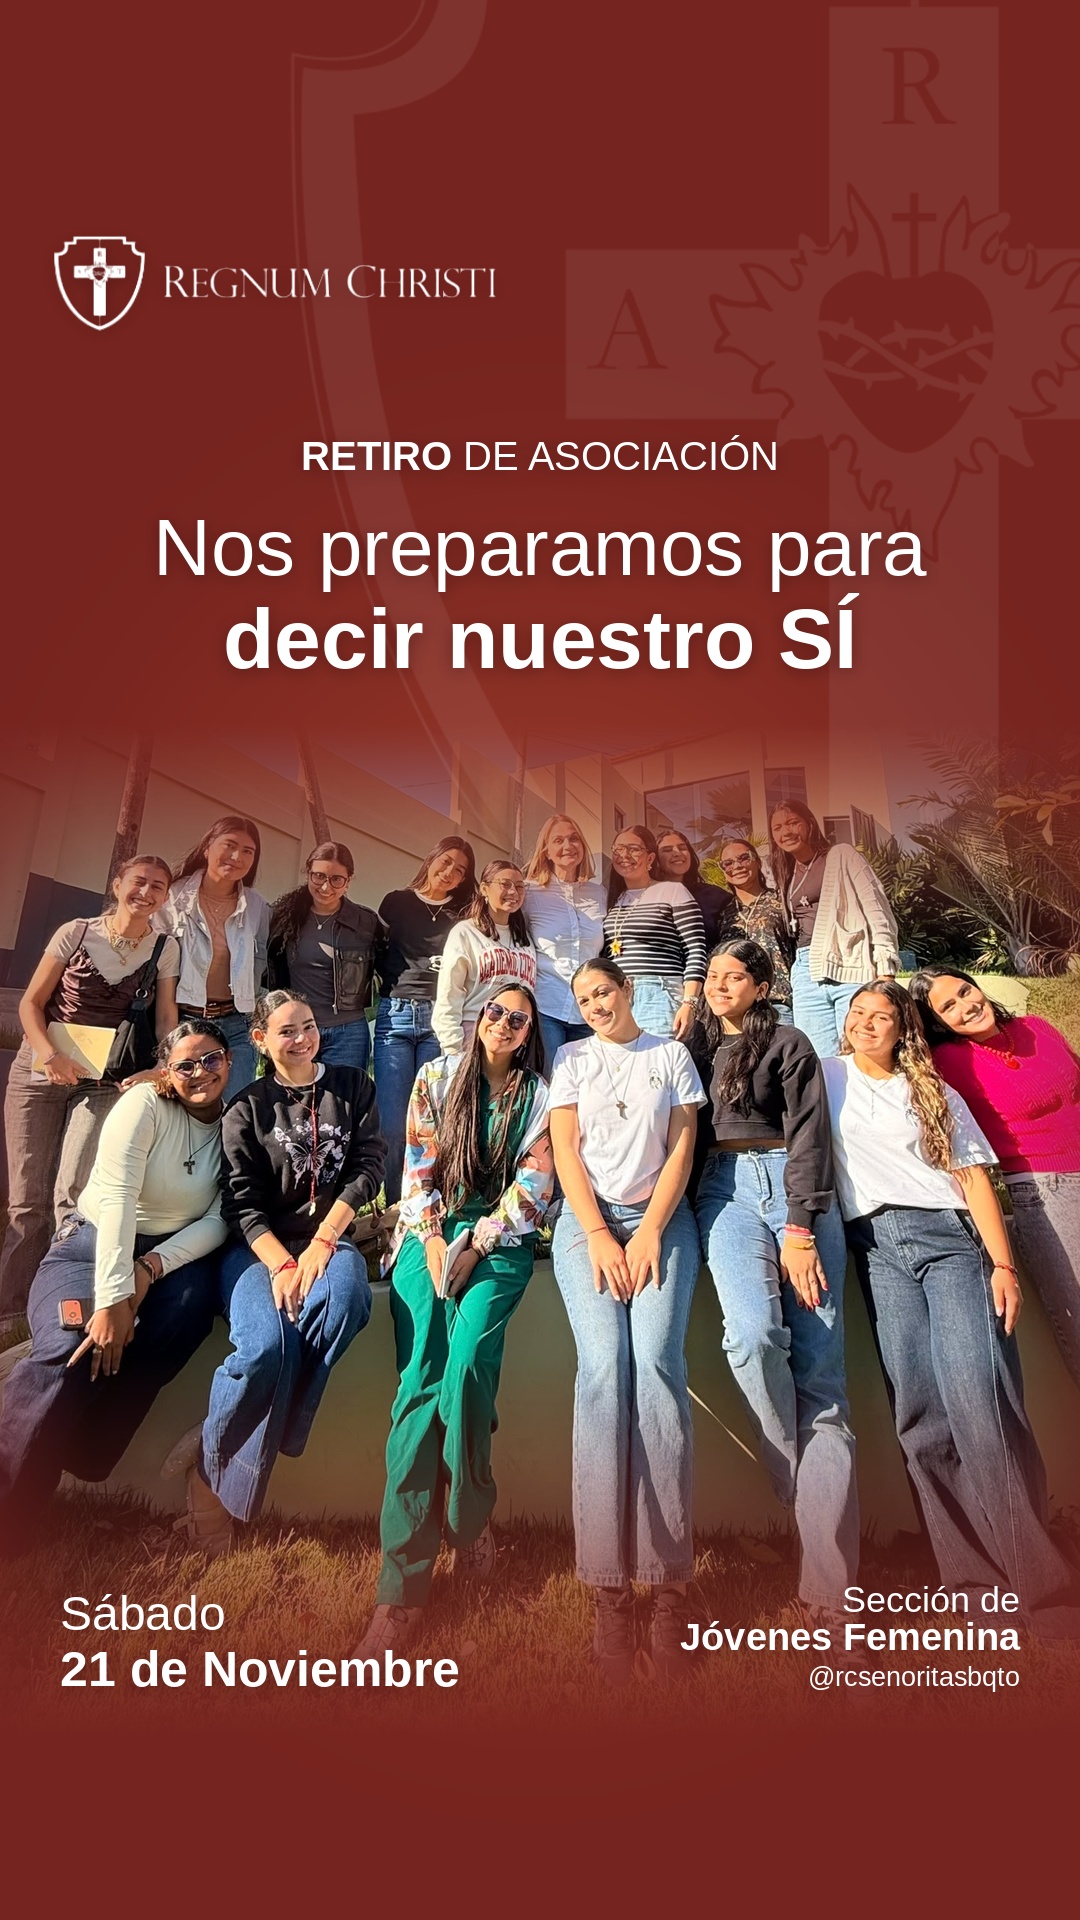 R
A
REGNUM CHRISTI
RETIRO DE ASOCIACIÓN
Nos preparamos para
decir nuestro SÍ
ACADEMIC
Sábado
21 de Noviembre
Sección de
Jóvenes Femenina
@rcsenoritasbqto